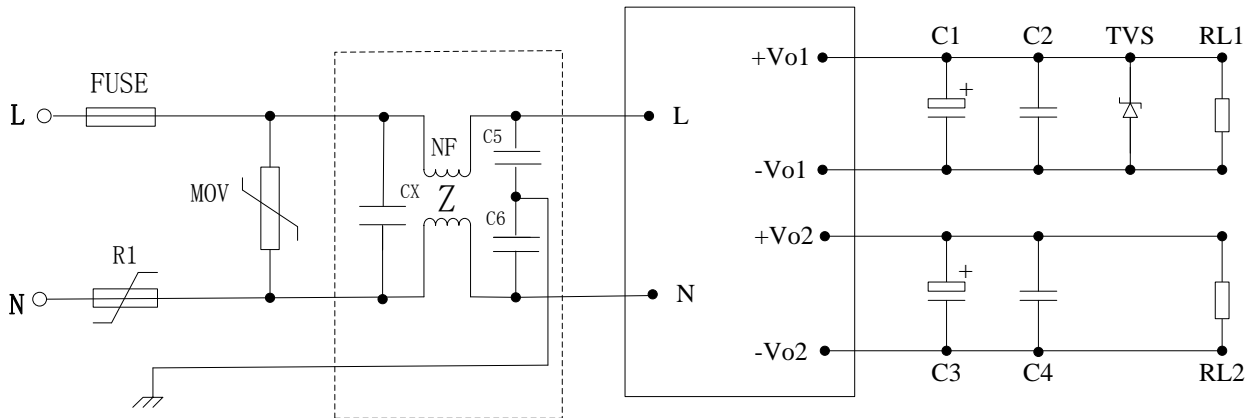 C1 C2 TVS RL1
+Vo1
FUSE
L L
C5
NF
MOV CX Z
-Vo1
C6
+Vo2
R1
N N
+
+
-Vo2
C3 C4 RL2